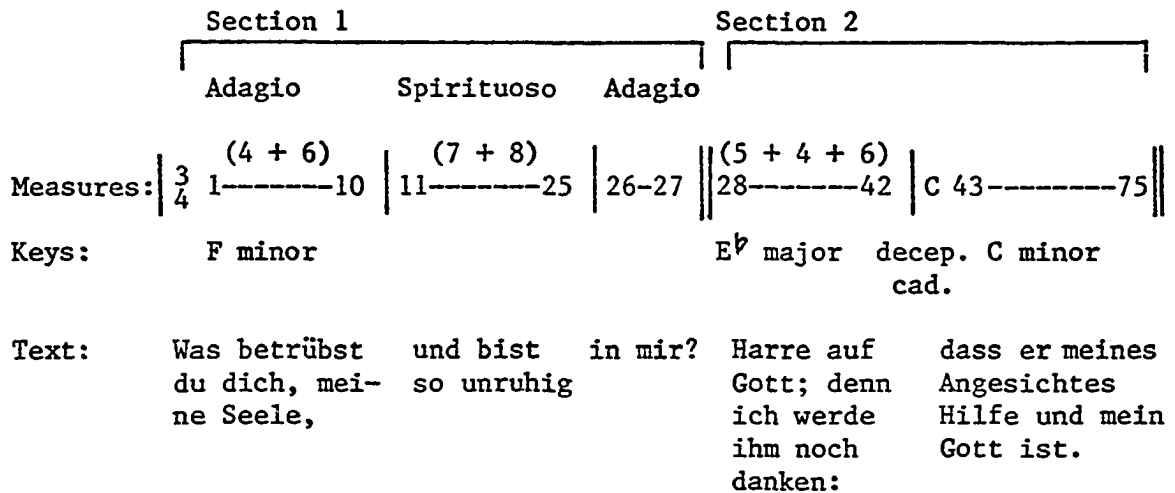 Section 1 Section 2
Adagio Spirituoso Adagio
(4 + 6) (7 + 8) (5 + 4 + 6)
Measures: 3/4 1-------10 11-------25 26-27 28-------42 C 43---------75
Keys: F minor E♭ major decep. C minor
cad.
Text: Was betrübst und bist in mir? Harre auf dass er meines
du dich, mei- so unruhig Gott; denn Angesichtes
ne Seele, ich werde Hilfe und mein
ihm noch Gott ist.
danken: